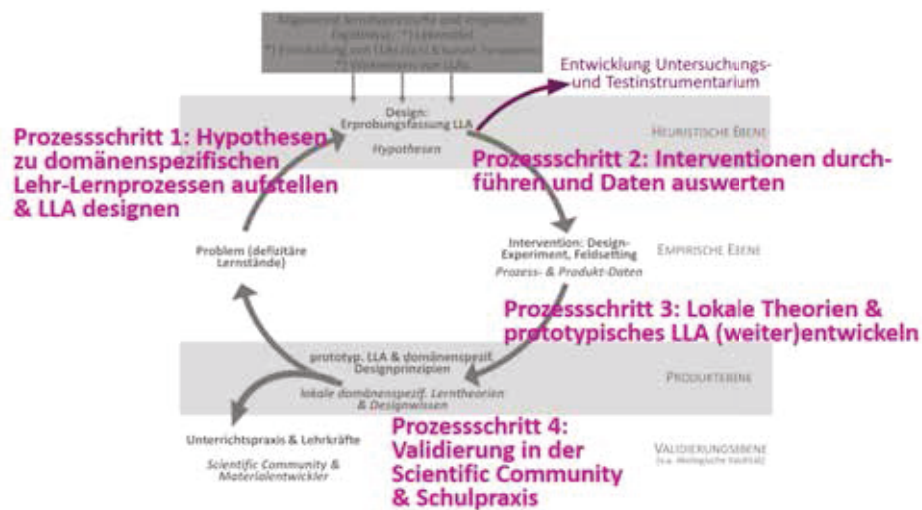 Entwicklung Untersuchungs-
und Testinstrumentarium
Design:
Erprobungsfassung LLA
Hypothesen
HEURISTISCHE EBENE
Prozessschritt 1: Hypothesen
zu domänenspezifischen
Lehr-Lernprozessen aufstellen
& LLA designen
Prozessschritt 2: Interventionen durch-
führen und Daten auswerten
Problem (defizitäre
Lernstände)
Intervention: Design-
Experiment, Feldsetting
Prozess- & Produkt-Daten
EMPIRISCHE EBENE
Prozessschritt 3: Lokale Theorien &
prototypisches LLA (weiter)entwickeln
prototyp. LLA & domänenspezif.
Designprinzipien
lokale domänenspezif. Lerntheorien
& Designwissen
PRODUKTEBENE
Prozessschritt 4:
Validierung in der
Scientific Community
& Schulpraxis
Unterrichtspraxis & Lehrkräfte
Scientific Community &
Materialentwickler
VALIDIERUNGSEBENE